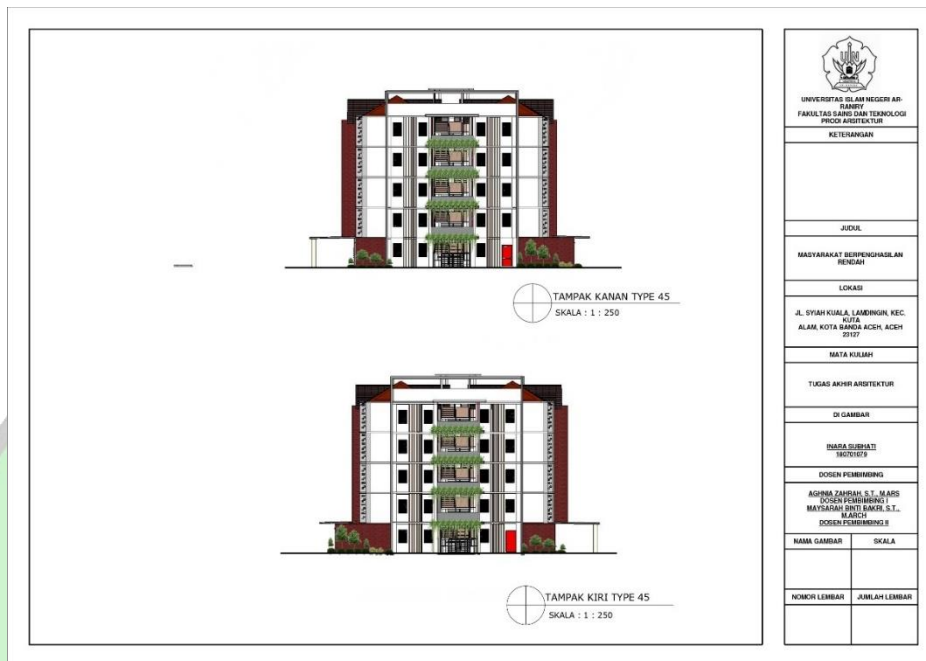 TAMPAK KANAN TYPE 45
SKALA : 1 : 250
TAMPAK KIRI TYPE 45
SKALA : 1 : 250
UIN
UNIVERSITAS ISLAM NEGERI AR-
RANIRY
FAKULTAS SAINS DAN TEKNOLOGI
PRODI ARSITEKTUR
KETERANGAN
JUDUL
MASYARAKAT BERPENGHASILAN
RENDAH
LOKASI
JL. SYIAH KUALA, LAMDINGIN, KEC.
KUTA
ALAM, KOTA BANDA ACEH, ACEH
23127
MATA KULIAH
TUGAS AKHIR ARSITEKTUR
DI GAMBAR
INARA SUBHATI
180701079
DOSEN PEMBIMBING
AGHNIA ZAHRAH, S.T., M.ARS
DOSEN PEMBIMBING I
MAYSARAH BINTI BAKRI, S.T.,
M.ARCH
DOSEN PEMBIMBING II
NAMA GAMBAR
SKALA
NOMOR LEMBAR
JUMLAH LEMBAR